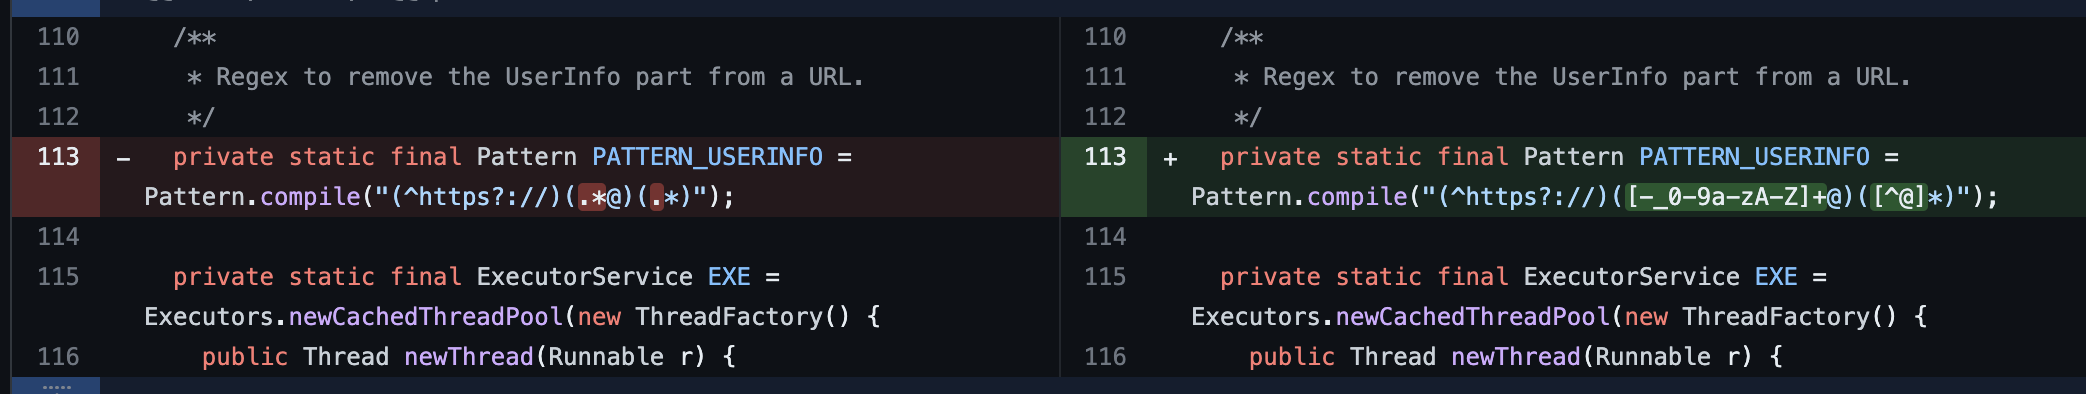 110 /**
111 * Regex to remove the UserInfo part from a URL.
112 */
113 - private static final Pattern PATTERN_USERINFO =
Pattern.compile("(^https?://)(.*@)(.*)");
114
115 private static final ExecutorService EXE =
Executors.newCachedThreadPool(new ThreadFactory() {
116 public Thread newThread(Runnable r) {
110 /**
111 * Regex to remove the UserInfo part from a URL.
112 */
113 + private static final Pattern PATTERN_USERINFO =
Pattern.compile("(^https?://)([-_0-9a-zA-Z]+@)([^@]*)");
114
115 private static final ExecutorService EXE =
Executors.newCachedThreadPool(new ThreadFactory() {
116 public Thread newThread(Runnable r) {